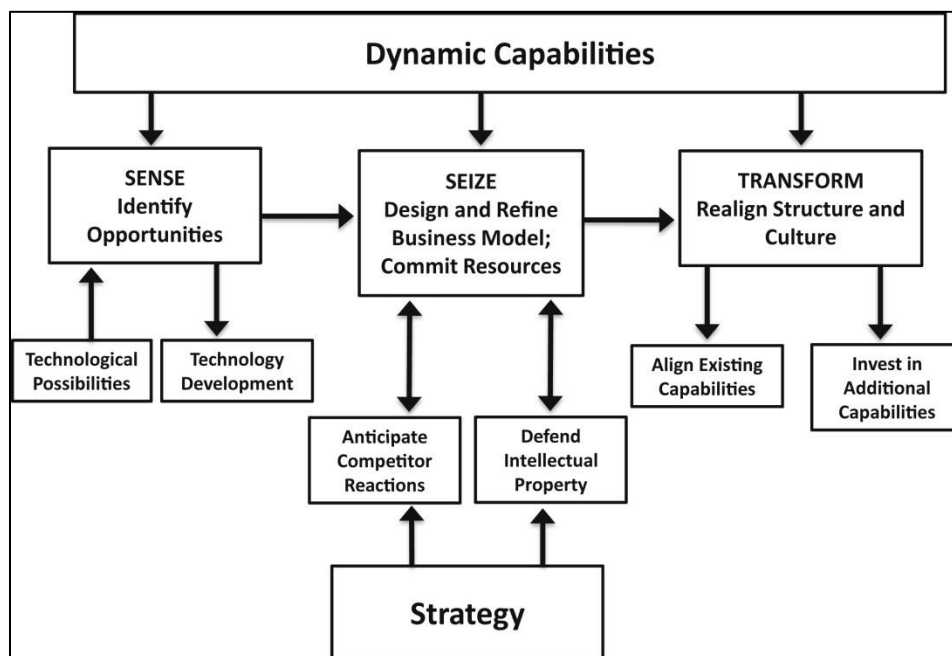 Dynamic Capabilities
SENSE
Identify
Opportunities
SEIZE
Design and Refine
Business Model;
Commit Resources
TRANSFORM
Realign Structure and
Culture
Technological
Possibilities
Technology
Development
Align Existing
Capabilities
Invest in
Additional
Capabilities
Anticipate
Competitor
Reactions
Defend
Intellectual
Property
Strategy